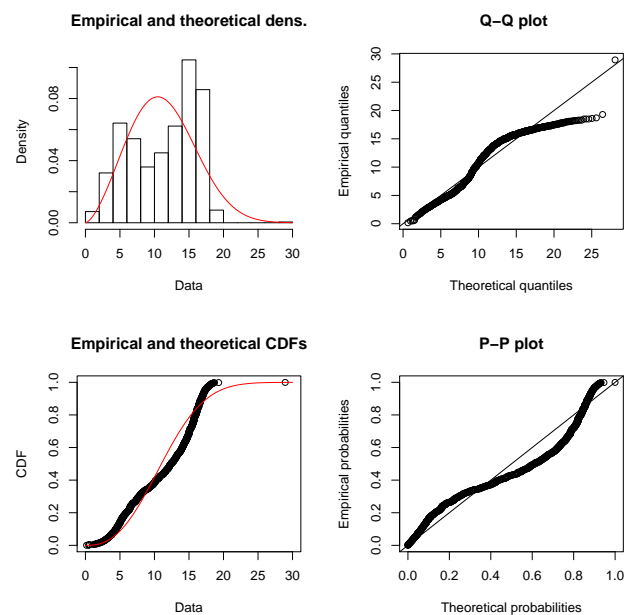 Empirical and theoretical dens.
Density
0.00 0.04 0.08
0 5 10 15 20 25 30
Data
Q−Q plot
Empirical quantiles
0 5 10 15 20 25 30
0 5 10 15 20 25
Theoretical quantiles
Empirical and theoretical CDFs
CDF
0.0 0.2 0.4 0.6 0.8 1.0
0 5 10 15 20 25 30
Data
P−P plot
Empirical probabilities
0.0 0.2 0.4 0.6 0.8 1.0
0.0 0.2 0.4 0.6 0.8 1.0
Theoretical probabilities